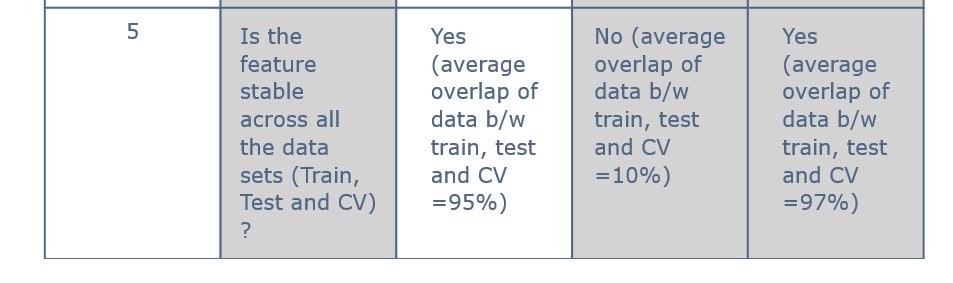 5
Is the
feature
stable
across all
the data
sets (Train,
Test and CV)
?
Yes
(average
overlap of
data b/w
train, test
and CV
=95%)
No (average
overlap of
data b/w
train, test
and CV
=10%)
Yes
(average
overlap of
data b/w
train, test
and CV
=97%)